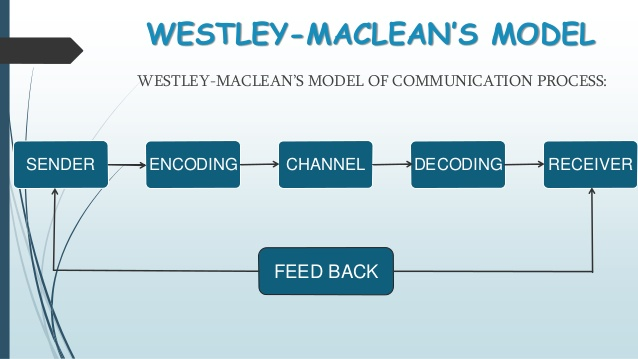 WESTLEY-MACLEAN'S MODEL
WESTLEY-MACLEAN'S MODEL OF COMMUNICATION PROCESS:
SENDER
ENCODING
CHANNEL
DECODING
RECEIVER
FEED BACK